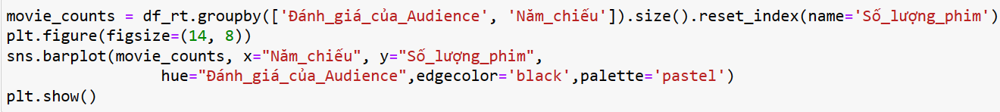 movie_counts = df_rt.groupby(['Đánh_giá_của_Audience', 'Năm_chiếu']).size().reset_index(name='Số_lượng_phim')
plt.figure(figsize=(14, 8))
sns.barplot(movie_counts, x="Năm_chiếu", y="Số_lượng_phim",
hue="Đánh_giá_của_Audience",edgecolor='black',palette='pastel')
plt.show()